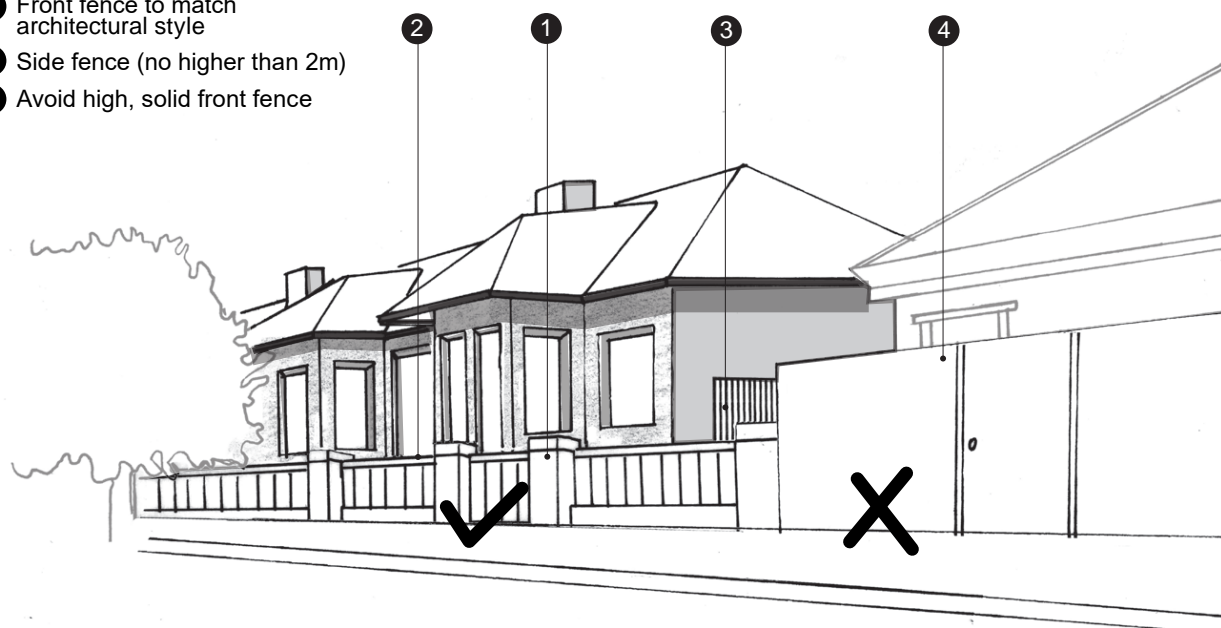 Front fence to match
architectural style
Side fence (no higher than 2m)
Avoid high, solid front fence
2 1 3 4